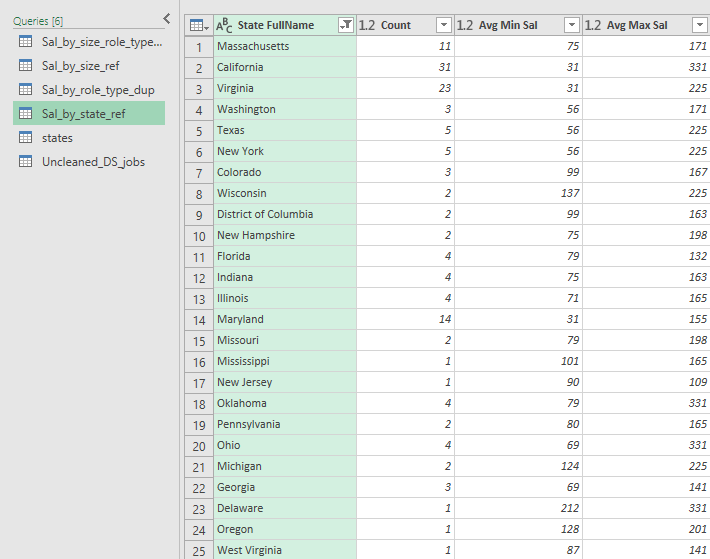 Queries [6]
Sal_by_size_role_type...
Sal_by_size_ref
Sal_by_role_type_dup
Sal_by_state_ref
states
Uncleaned_DS_jobs
ABC State FullName 1.2 Count 1.2 Avg Min Sal 1.2 Avg Max Sal
1 Massachusetts 11 75 171
2 California 31 31 331
3 Virginia 23 31 225
4 Washington 3 56 171
5 Texas 5 56 225
6 New York 5 56 225
7 Colorado 3 99 167
8 Wisconsin 2 137 225
9 District of Columbia 2 99 163
10 New Hampshire 2 75 198
11 Florida 4 79 132
12 Indiana 4 75 163
13 Illinois 4 71 165
14 Maryland 14 31 155
15 Missouri 2 79 198
16 Mississippi 1 101 165
17 New Jersey 1 90 109
18 Oklahoma 4 79 331
19 Pennsylvania 2 80 165
20 Ohio 4 69 331
21 Michigan 2 124 225
22 Georgia 3 69 141
23 Delaware 1 212 331
24 Oregon 1 128 201
25 West Virginia 1 87 141